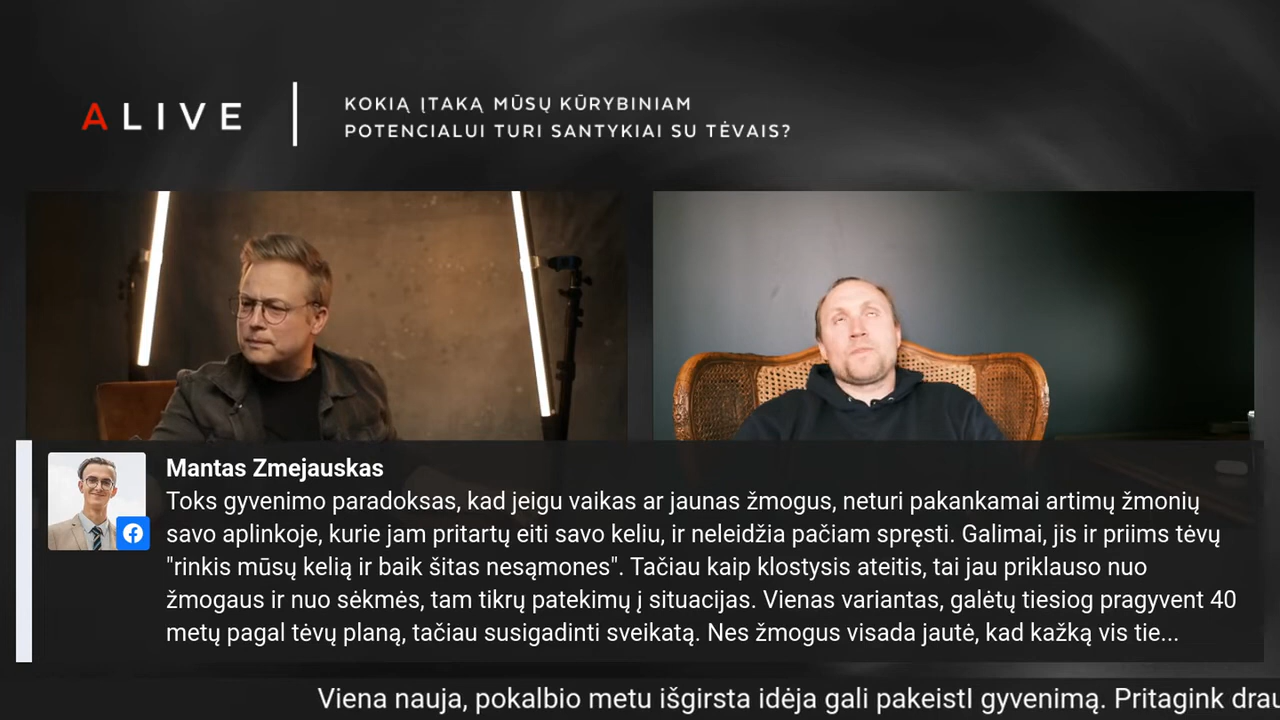 ALIVE
KOKIĄ ĮTAKĄ MŪSŲ KŪRYBINIAM
POTENCIALUI TURI SANTYKIAI SU TĖVAIS?
Mantas Zmejauskas
Toks gyvenimo paradoksas, kad jeigu vaikas ar jaunas žmogus, neturi pakankamai artimų žmonių
savo aplinkoje, kurie jam pritartų eiti savo keliu, ir neleidžia pačiam spręsti. Galimai, jis ir priims tėvų
"rinkis mūsų kelią ir baik šitas nesąmones". Tačiau kaip klostysis ateitis, tai jau priklauso nuo
žmogaus ir nuo sėkmės, tam tikrų patekimų į situacijas. Vienas variantas, galėtų tiesiog pragyvent 40
metų pagal tėvų planą, tačiau susigadinti sveikatą. Nes žmogus visada jautė, kad kažką vis tie...
Viena nauja, pokalbio metu išgirsta idėja gali pakeistI gyvenimą. Pritagink